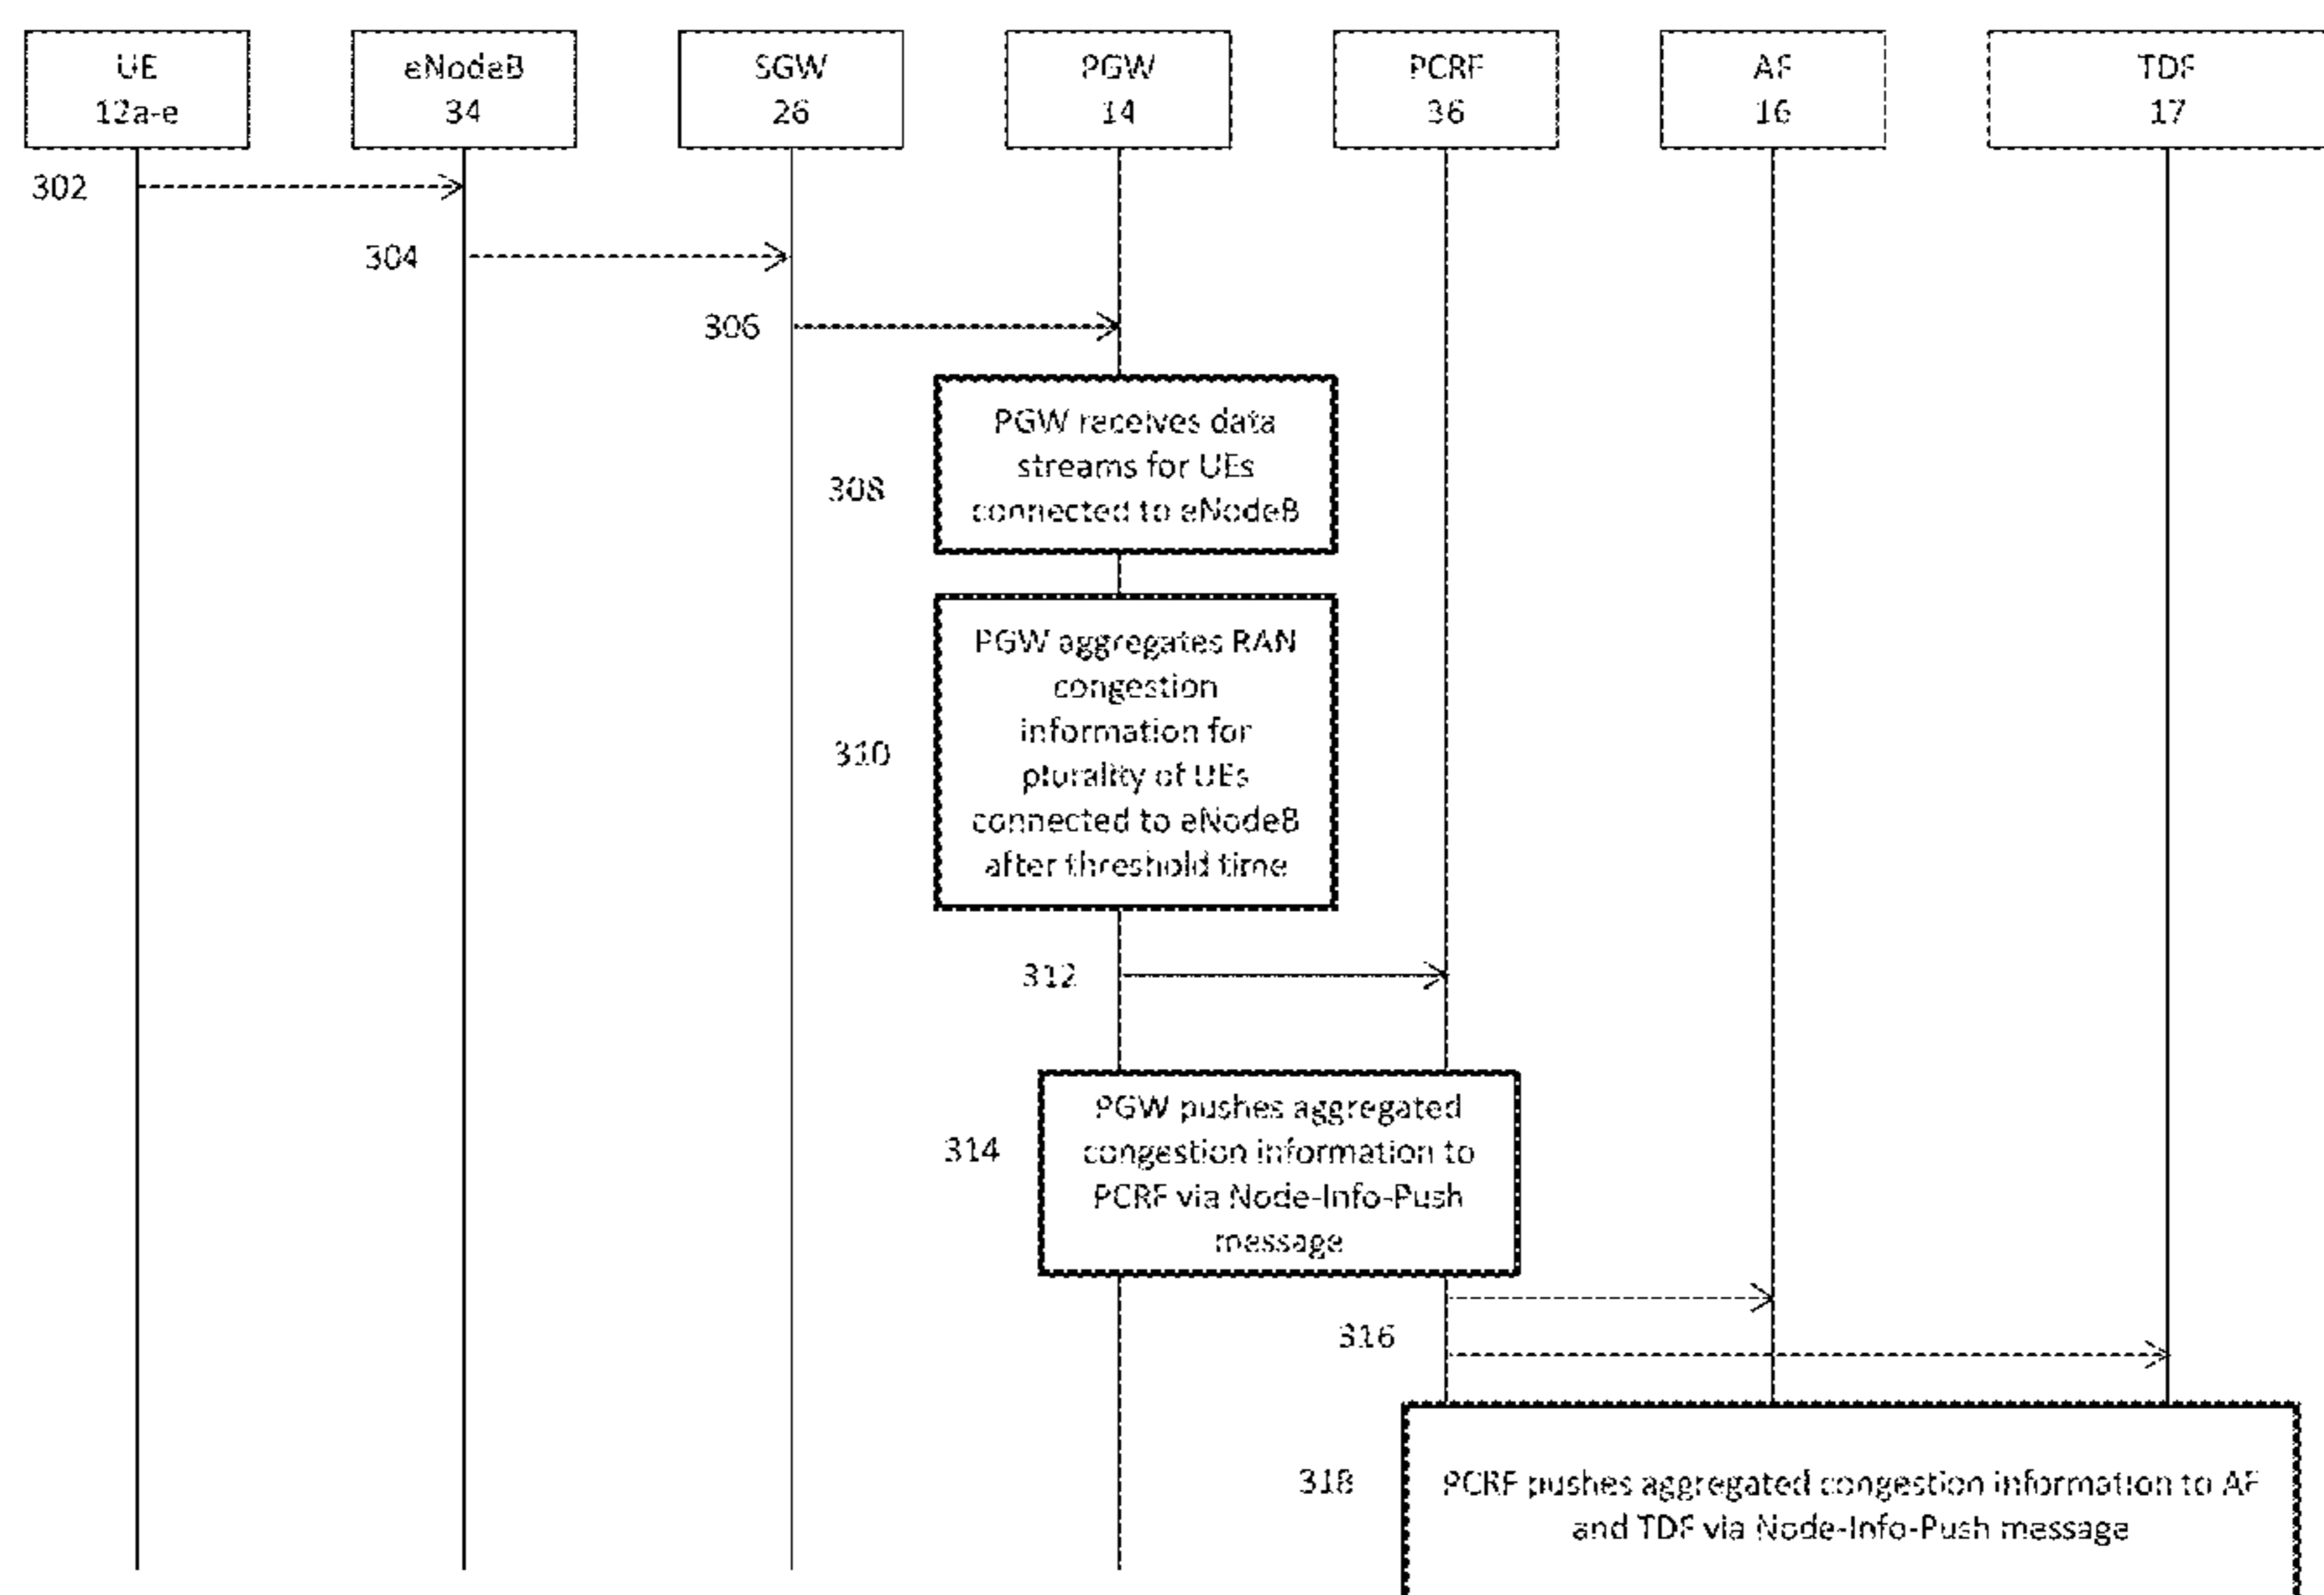 UE
12a-e
eNodeB
34
SGW
26
PGW
14
PCRF
36
AF
16
TDF
17
302
304
306
308
PGW receives data
streams for UEs
connected to eNodeB
310
PGW aggregates RAN
congestion
information for
plurality of UEs
connected to eNodeB
after threshold time
312
314
PGW pushes aggregated
congestion information to
PCRF via Node-Info-Push
message
316
318
PCRF pushes aggregated congestion information to AF
and TDF via Node-Info-Push message